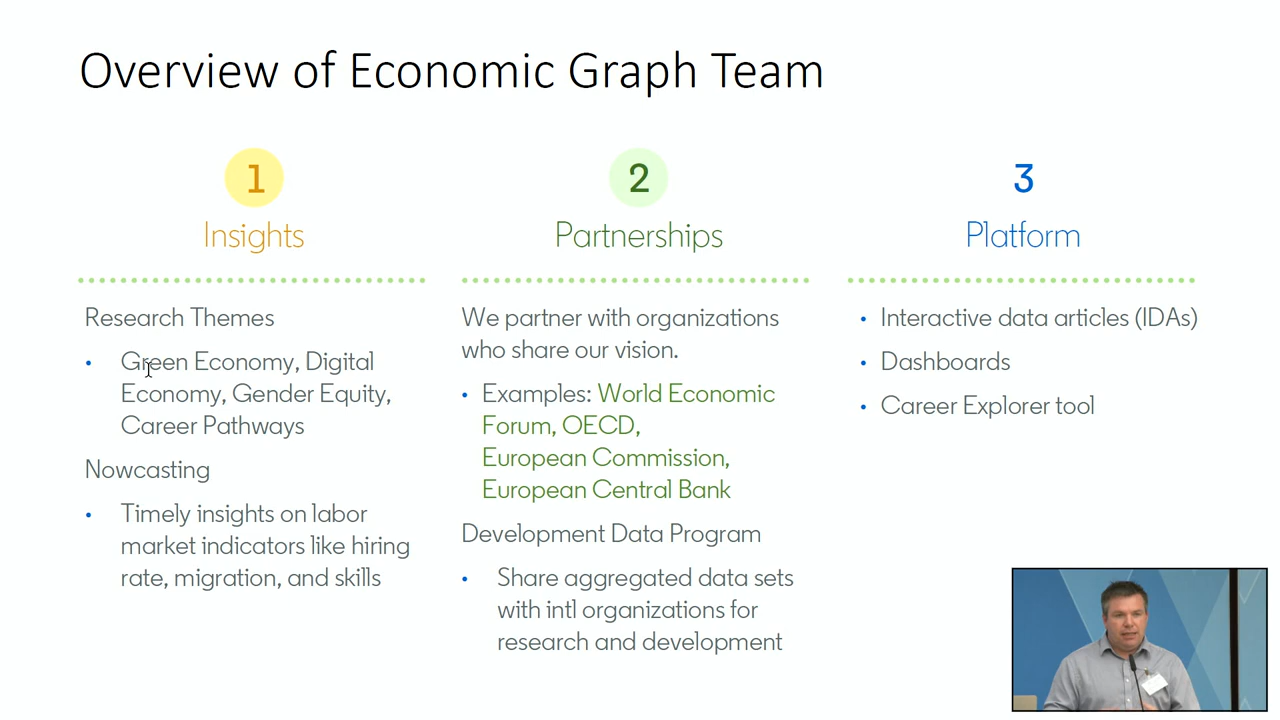 Overview of Economic Graph Team
1
Insights
Research Themes
• Green Economy, Digital
Economy, Gender Equity,
Career Pathways
Nowcasting
• Timely insights on labor
market indicators like hiring
rate, migration, and skills
2
Partnerships
We partner with organizations
who share our vision.
• Examples: World Economic
Forum, OECD,
European Commission,
European Central Bank
Development Data Program
• Share aggregated data sets
with intl organizations for
research and development
3
Platform
• Interactive data articles (IDAs)
• Dashboards
• Career Explorer tool